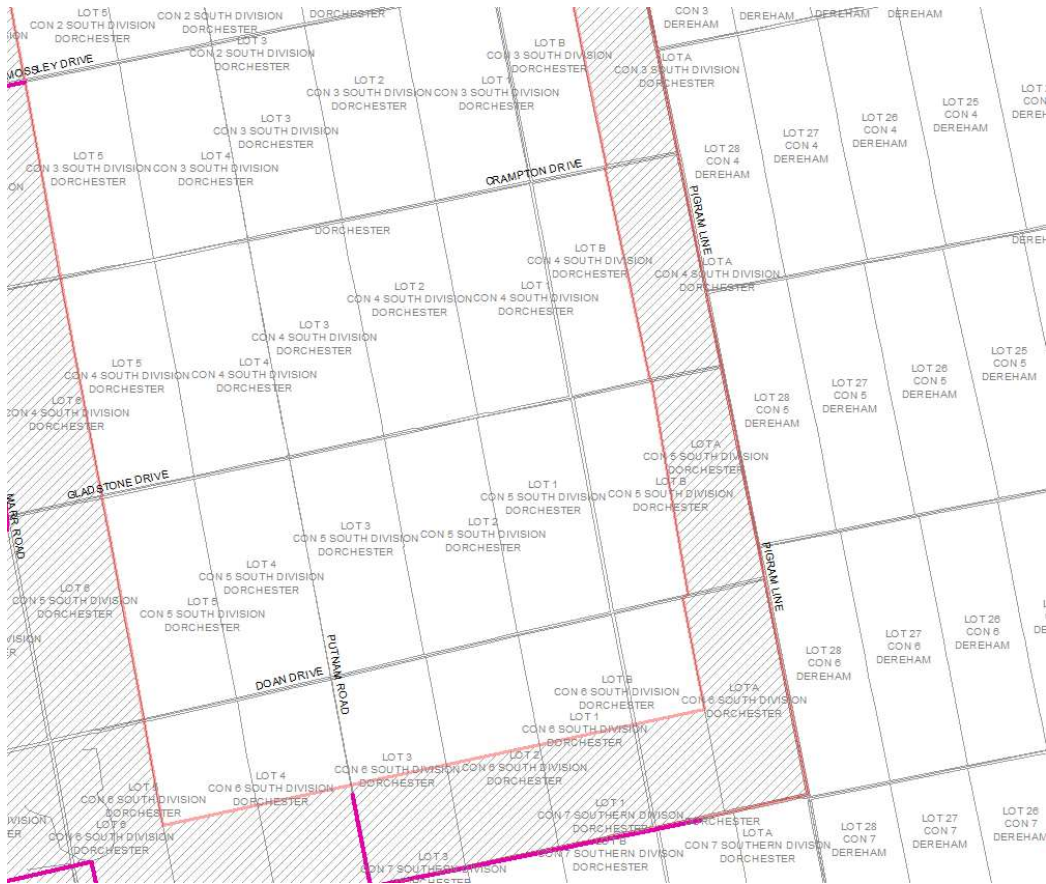 LOT 5
CON 2 SOUTH DIVISION
DORCHESTER
CON 2 SOUTH DIVISION
DORCHESTER
DORCHESTER
LOT 3
CON 2 SOUTH DIVISION
DORCHESTER
MOSSLEY DRIVE
LOT B
CON 3 SOUTH DIVISION
DORCHESTER
CON 3
DEREHAM
DEREHAM
DEREHAM
DEREHAM
LOT A
CON 3 SOUTH DIVISION
DORCHESTER
LOT 2
CON 3 SOUTH DIVISION
DORCHESTER
LOT 1
CON 3 SOUTH DIVISION
DORCHESTER
LOT 3
CON 3 SOUTH DIVISION
DORCHESTER
LOT 5
CON 3 SOUTH DIVISION
DORCHESTER
LOT 4
CON 3 SOUTH DIVISION
DORCHESTER
CRAMPTON DRIVE
LOT 28
CON 4
DEREHAM
LOT 27
CON 4
DEREHAM
LOT 26
CON 4
DEREHAM
LOT 25
CON 4
DEREHAM
PIGRAM LINE
DORCHESTER
LOT B
CON 4 SOUTH DIVISION
DORCHESTER
LOT A
CON 4 SOUTH DIVISION
DORCHESTER
LOT 2
CON 4 SOUTH DIVISION
DORCHESTER
LOT 1
CON 4 SOUTH DIVISION
DORCHESTER
LOT 3
CON 4 SOUTH DIVISION
DORCHESTER
LOT 5
CON 4 SOUTH DIVISION
DORCHESTER
LOT 4
CON 4 SOUTH DIVISION
DORCHESTER
LOT 6
CON 4 SOUTH DIVISION
DORCHESTER
LOT 28
CON 5
DEREHAM
LOT 27
CON 5
DEREHAM
LOT 26
CON 5
DEREHAM
LOT 25
CON 5
DEREHAM
GLADSTONE DRIVE
MARR ROAD
LOT A
CON 5 SOUTH DIVISION
DORCHESTER
LOT B
CON 5 SOUTH DIVISION
DORCHESTER
LOT 1
CON 5 SOUTH DIVISION
DORCHESTER
LOT 2
CON 5 SOUTH DIVISION
DORCHESTER
LOT 3
CON 5 SOUTH DIVISION
DORCHESTER
LOT 4
CON 5 SOUTH DIVISION
DORCHESTER
LOT 5
CON 5 SOUTH DIVISION
DORCHESTER
LOT 6
CON 5 SOUTH DIVISION
DORCHESTER
PIGRAM LINE
LOT 28
CON 6
DEREHAM
LOT 27
CON 6
DEREHAM
LOT 26
CON 6
DEREHAM
DOAN DRIVE
PUTNAM ROAD
LOT B
CON 6 SOUTH DIVISION
DORCHESTER
LOT A
CON 6 SOUTH DIVISION
DORCHESTER
LOT 1
CON 6 SOUTH DIVISION
DORCHESTER
LOT 2
CON 6 SOUTH DIVISION
DORCHESTER
LOT 3
CON 6 SOUTH DIVISION
DORCHESTER
LOT 4
CON 6 SOUTH DIVISION
DORCHESTER
LOT 5
CON 6 SOUTH DIVISION
DORCHESTER
LOT 6
CON 6 SOUTH DIVISION
DORCHESTER
LOT 1
CON 7 SOUTHERN DIVISON
DORCHESTER
LOT B
CON 7 SOUTHERN DIVISON
DORCHESTER
DORCHESTER
LOT A
CON 7 SOUTHERN DIVISON
DORCHESTER
LOT 3
CON 7 SOUTHERN DIVISON
DORCHESTER
LOT 28
CON 7
DEREHAM
LOT 27
CON 7
DEREHAM
LOT 26
CON 7
DEREHAM